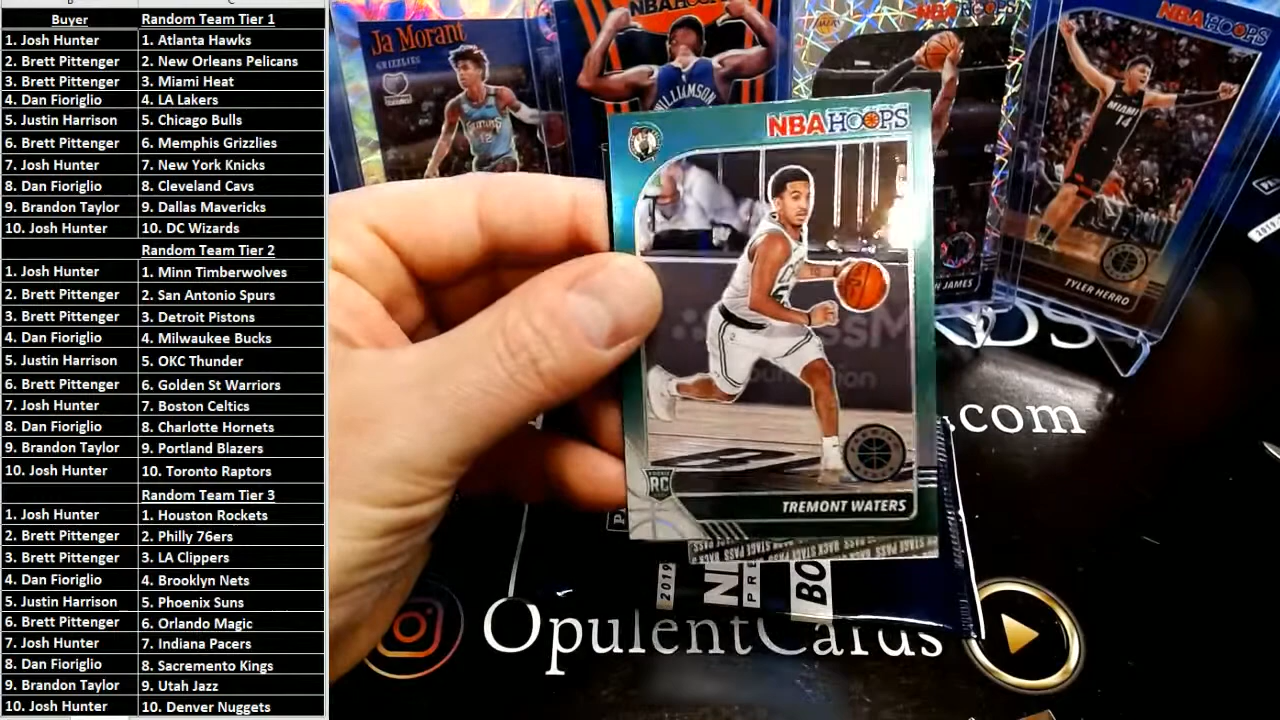 Buyer Random Team Tier 1
1. Josh Hunter 1. Atlanta Hawks
2. Brett Pittenger 2. New Orleans Pelicans
3. Brett Pittenger 3. Miami Heat
4. Dan Fioriglio 4. LA Lakers
5. Justin Harrison 5. Chicago Bulls
6. Brett Pittenger 6. Memphis Grizzlies
7. Josh Hunter 7. New York Knicks
8. Dan Fioriglio 8. Cleveland Cavs
9. Brandon Taylor 9. Dallas Mavericks
10. Josh Hunter 10. DC Wizards
Random Team Tier 2
1. Josh Hunter 1. Minn Timberwolves
2. Brett Pittenger 2. San Antonio Spurs
3. Brett Pittenger 3. Detroit Pistons
4. Dan Fioriglio 4. Milwaukee Bucks
5. Justin Harrison 5. OKC Thunder
6. Brett Pittenger 6. Golden St Warriors
7. Josh Hunter 7. Boston Celtics
8. Dan Fioriglio 8. Charlotte Hornets
9. Brandon Taylor 9. Portland Blazers
10. Josh Hunter 10. Toronto Raptors
Random Team Tier 3
1. Josh Hunter 1. Houston Rockets
2. Brett Pittenger 2. Philly 76ers
3. Brett Pittenger 3. LA Clippers
4. Dan Fioriglio 4. Brooklyn Nets
5. Justin Harrison 5. Phoenix Suns
6. Brett Pittenger 6. Orlando Magic
7. Josh Hunter 7. Indiana Pacers
8. Dan Fioriglio 8. Sacremento Kings
9. Brandon Taylor 9. Utah Jazz
10. Josh Hunter 10. Denver Nuggets
Ja Morant
GRIZZLIES
12
NBA HOOPS
WILLIAMSON
NBA HOOPS
JAMES
NBA HOOPS
MIAMI
14
TYLER HERRO
NBA HOOPS
RC
TREMONT WATERS
BACK STAGE PASS
2019
.com
OpulentCards